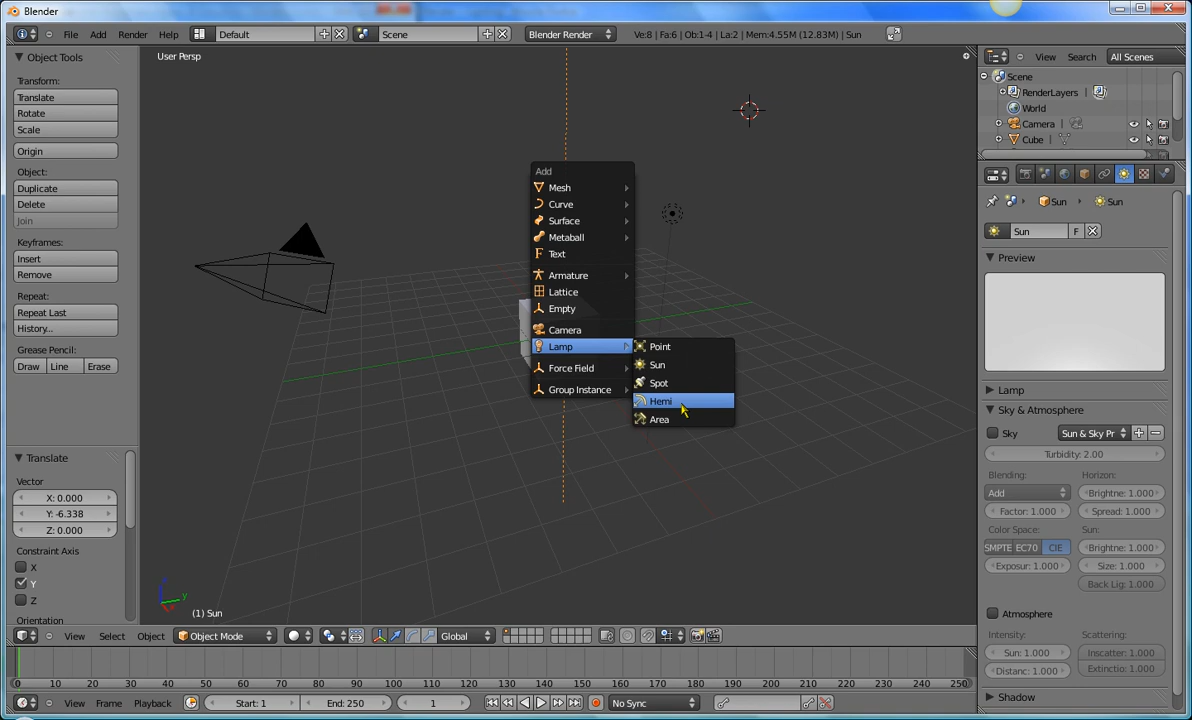 Blender
File Add Render Help Default Scene Blender Render Ve:8 | Fa:6 | Ob:1-4 | La:2 | Mem:4.55M (12.83M) | Sun
Object Tools
Transform:
Translate
Rotate
Scale
Origin
Object:
Duplicate
Delete
Join
Keyframes:
Insert
Remove
Repeat:
Repeat Last
History...
Grease Pencil:
Draw Line Erase
Translate
Vector
X: 0.000
Y: -6.338
Z: 0.000
Constraint Axis
X
Y
Z
Orientation
User Persp
Add
Mesh
Curve
Surface
Metaball
Text
Armature
Lattice
Empty
Camera
Lamp
Force Field
Group Instance
Point
Sun
Spot
Hemi
Area
y
(1) Sun
View Select Object Object Mode Global
View Search All Scenes
Scene
RenderLayers |
World
Camera |
Cube |
Sun Sun
Sun F
Preview
Lamp
Sky & Atmosphere
Sky Sun & Sky Pr
Turbidity: 2.00
Blending: Horizon:
Add Brightne: 1.000
Factor: 1.000 Spread: 1.000
Color Space: Sun:
SMPTE EC70 CIE Brightne: 1.000
Exposur: 1.000 Size: 1.000
Back Lig: 1.000
Atmosphere
Intensity: Scattering:
Sun: 1.000 Inscatter: 1.000
Distanc: 1.000 Extinctio: 1.000
Shadow
0 10 20 30 40 50 60 70 80 90 100 110 120 130 140 150 160 170 180 190 200 210 220 230 240 250
View Frame Playback Start: 1 End: 250 1 No Sync